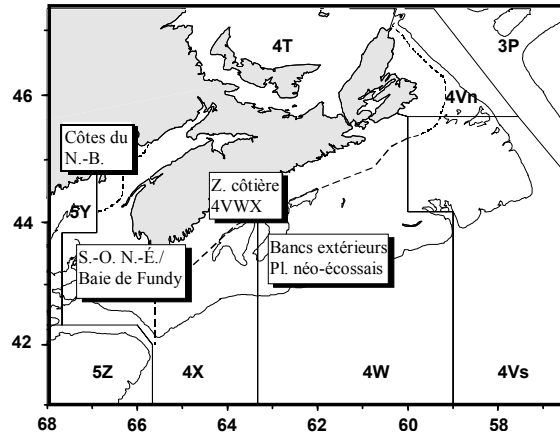 4T
3P
46
4Vn
Côtes du
N.-B.
Z. côtière
4VWX
5Y
44
S.-O. N.-É./
Baie de Fundy
Bancs extérieurs
Pl. néo-écossais
42
5Z
4X
4W
4Vs
68
66
64
62
60
58